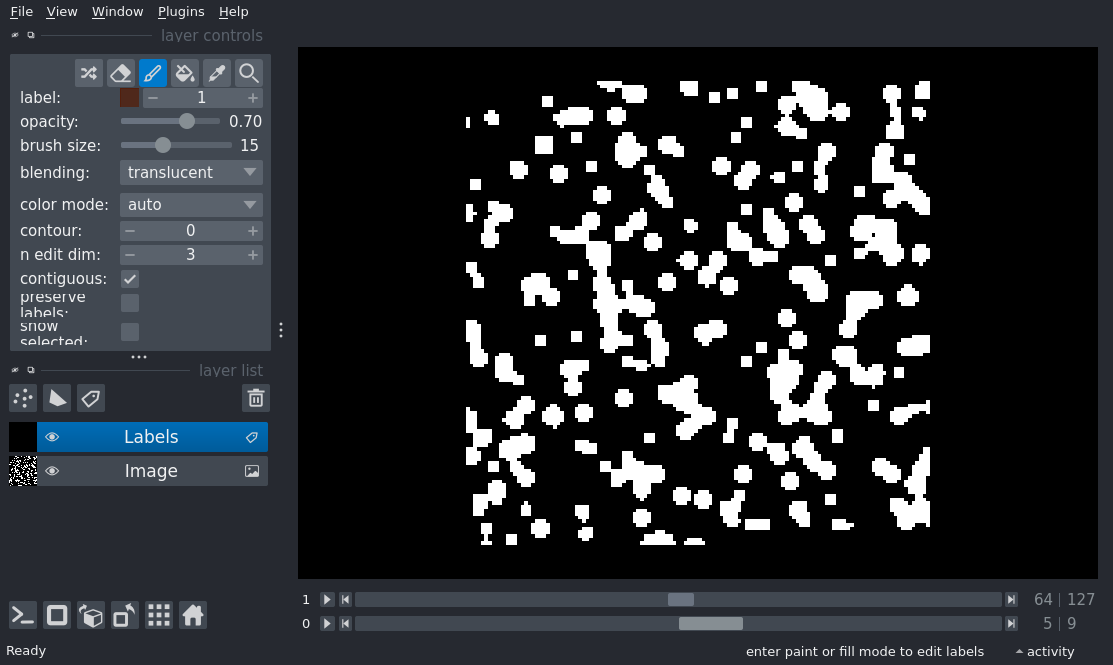 File View Window Plugins Help
layer controls
label: 1
opacity: 0.70
brush size: 15
blending: translucent
color mode: auto
contour: 0
n edit dim: 3
contiguous:
preserve
labels:
show
selected:
layer list
Labels
Image
1 64 | 127
0 5 | 9
Ready enter paint or fill mode to edit labels activity